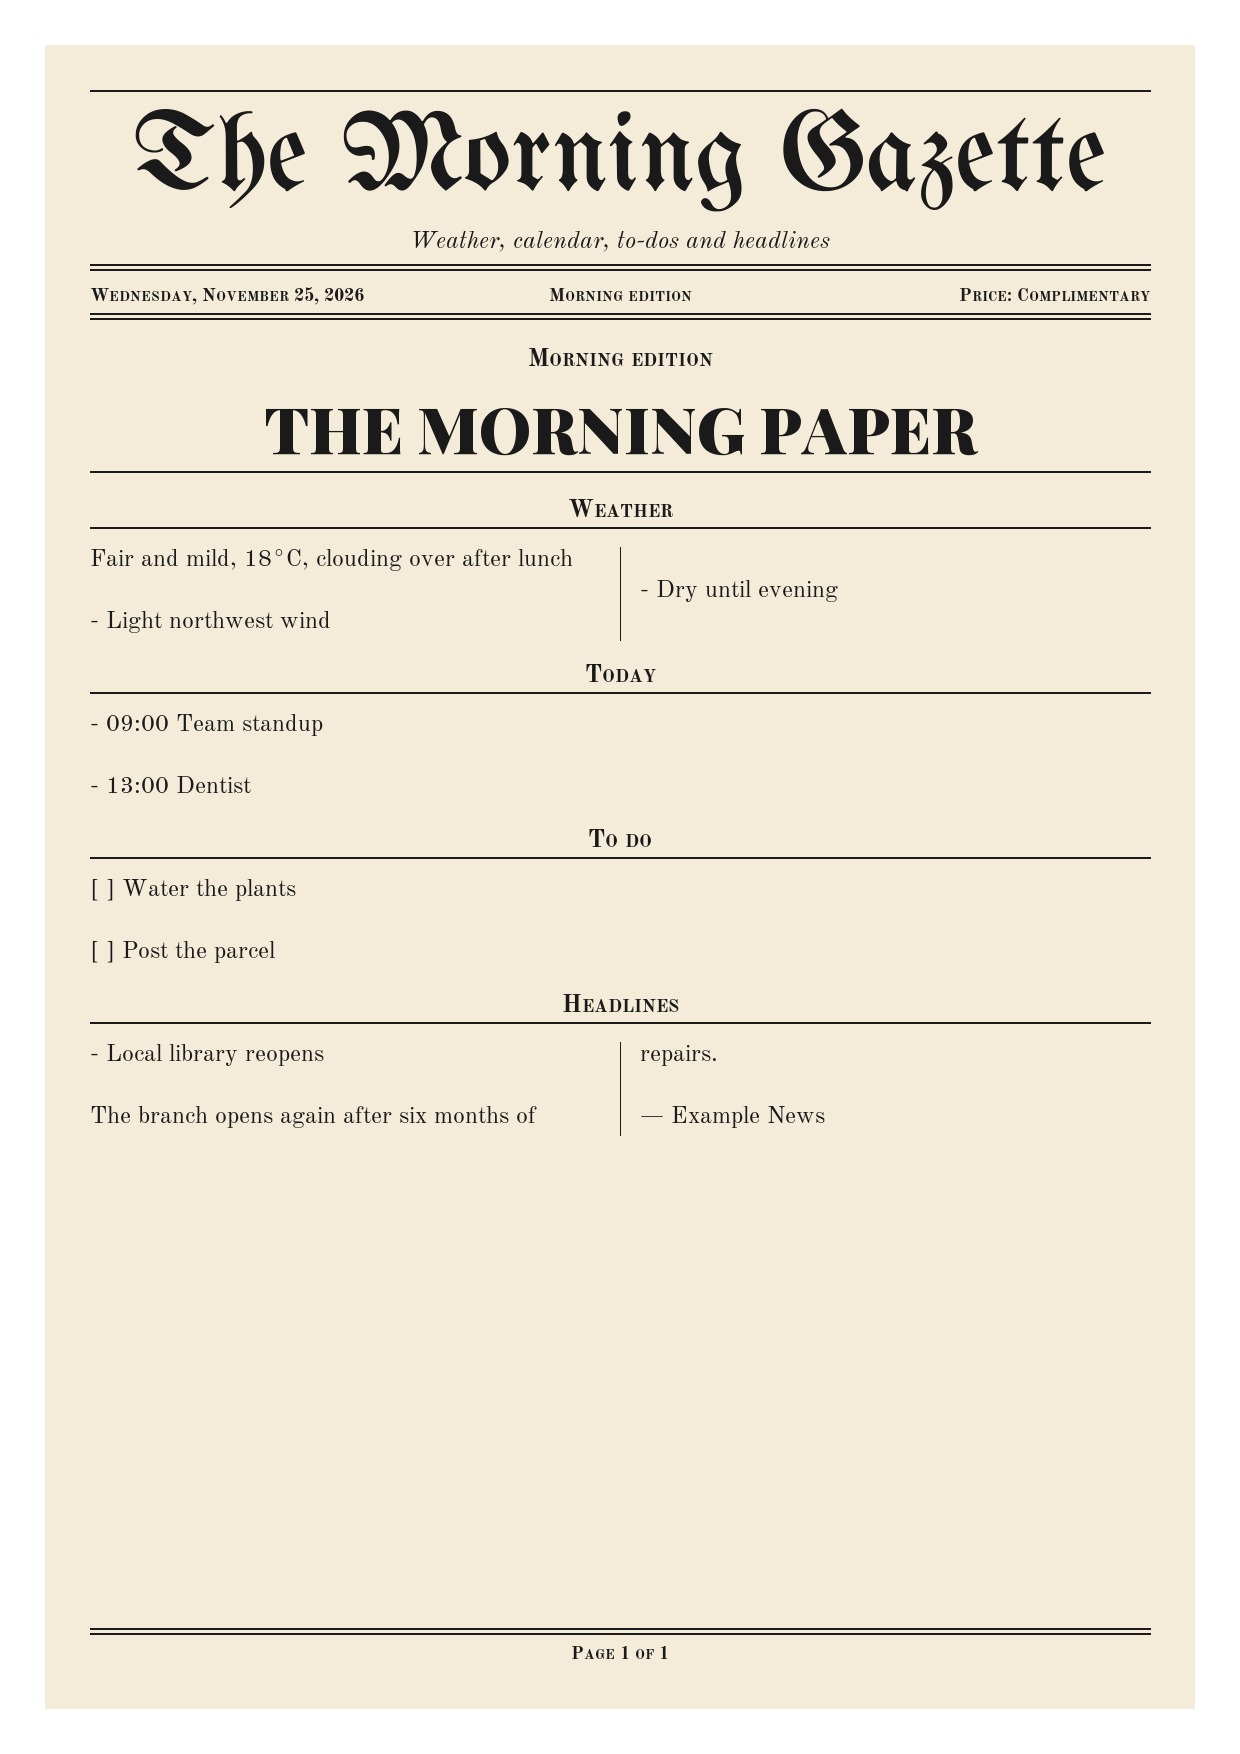 The Morning Gazette
Weather, calendar, to-dos and headlines
Wednesday, November 25, 2026
Morning edition
Price: Complimentary
Morning edition
THE MORNING PAPER
Weather
Fair and mild, 18°C, clouding over after lunch
- Light northwest wind
- Dry until evening
Today
- 09:00 Team standup
- 13:00 Dentist
To do
[ ] Water the plants
[ ] Post the parcel
Headlines
- Local library reopens
The branch opens again after six months of
repairs.
— Example News
Page 1 of 1